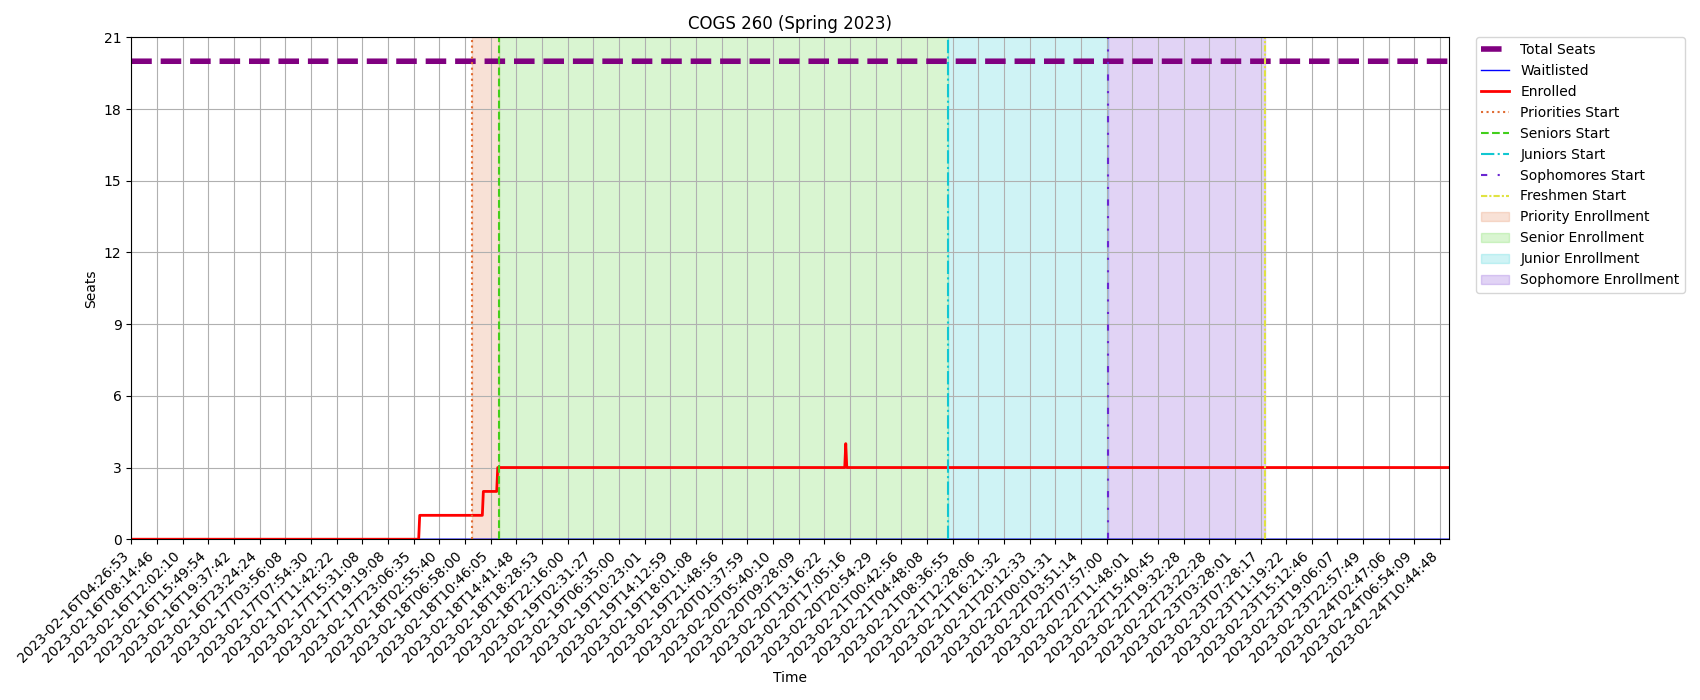 COGS 260 (Spring 2023)
21
18
15
12
9
6
3
0
Seats
2023-02-16T04:26:53
2023-02-16T08:14:46
2023-02-16T12:02:10
2023-02-16T15:49:54
2023-02-16T19:37:42
2023-02-16T23:24:24
2023-02-17T03:56:08
2023-02-17T07:54:30
2023-02-17T11:42:22
2023-02-17T15:31:08
2023-02-17T19:19:08
2023-02-17T23:06:35
2023-02-18T02:55:40
2023-02-18T06:58:00
2023-02-18T10:46:05
2023-02-18T14:41:48
2023-02-18T18:28:53
2023-02-18T22:16:00
2023-02-19T02:31:27
2023-02-19T06:35:00
2023-02-19T10:23:01
2023-02-19T14:12:59
2023-02-19T18:01:08
2023-02-19T21:48:56
2023-02-20T01:37:59
2023-02-20T05:40:10
2023-02-20T09:28:09
2023-02-20T13:16:22
2023-02-20T17:05:16
2023-02-20T20:54:29
2023-02-21T00:42:56
2023-02-21T04:48:08
2023-02-21T08:36:55
2023-02-21T12:28:06
2023-02-21T16:21:32
2023-02-21T20:12:33
2023-02-22T00:01:31
2023-02-22T03:51:14
2023-02-22T07:57:00
2023-02-22T11:48:01
2023-02-22T15:40:45
2023-02-22T19:32:28
2023-02-22T23:22:28
2023-02-23T03:28:01
2023-02-23T07:28:17
2023-02-23T11:19:22
2023-02-23T15:12:46
2023-02-23T19:06:07
2023-02-23T22:57:49
2023-02-24T02:47:06
2023-02-24T06:54:09
2023-02-24T10:44:48
Time
Total Seats
Waitlisted
Enrolled
Priorities Start
Seniors Start
Juniors Start
Sophomores Start
Freshmen Start
Priority Enrollment
Senior Enrollment
Junior Enrollment
Sophomore Enrollment